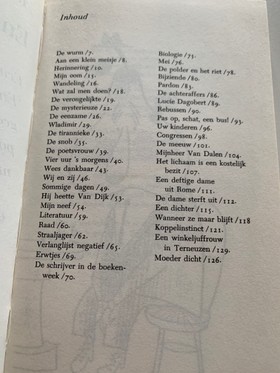 Inhoud
De wurm /7.
Aan een klein meisje /8.
Herinnering /10.
Mijn oom /13.
Wandeling /16.
Wat zal men doen? /18.
De verongelijkte /19.
De mysterieuze /22.
De eenzame /26.
Wladimir /29.
De tirannieke /33.
De snob /35.
De poetsvrouw /39.
Vier uur 's morgens /40.
Wees dankbaar /43.
Wij en zij /46.
Sommige dagen /49.
Hij heette Van Dijk /53.
Mijn neef /54.
Literatuur /59.
Raad /60.
Straaljager /62.
Verlanglijst negatief /65.
Erwtjes /69.
De schrijver in de boeken-
week /70.
Biologie /73.
Mei /76.
De polder en het riet /78.
Bijziende /80.
Pardon /83.
De achteraffers /86.
Lucie Dagobert /89.
Rebussen /90.
Pas op, schat, een bus! /93.
Uw kinderen /96.
Congressen /98.
De meeuw /101.
Mijnheer Van Dalen /104.
Het lichaam is een kostelijk
bezit /107.
Een deftige dame
uit Rome /111.
De dame sterft uit /112.
Een dichter /115.
Wanneer ze maar blijft /118
Koppelinstinct /121.
Een winkeljuffrouw
in Terneuzen /129.
Moeder dicht /126.